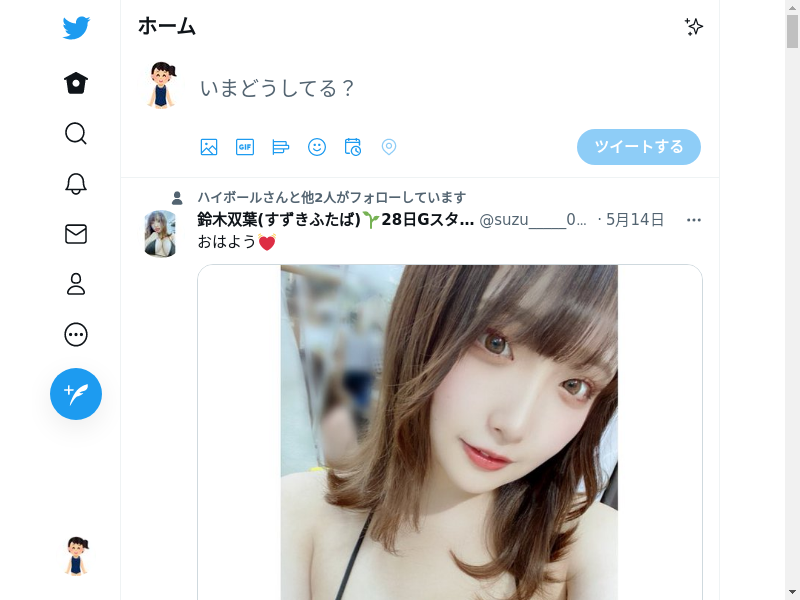 ホーム
いまどうしてる？
GIF
ツイートする
ハイボールさんと他2人がフォローしています
鈴木双葉(すずきふたば)🌱28日Gスタ... @suzu_____0... · 5月14日
おはよう💓